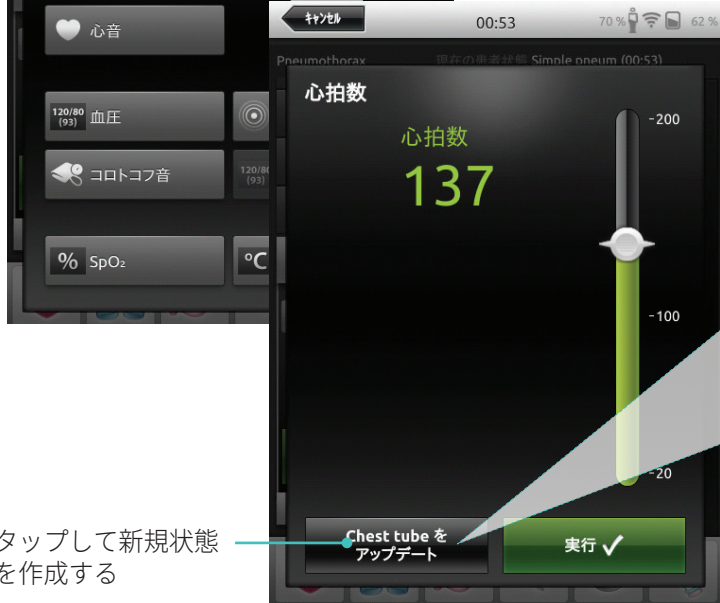 心音
120/80
(93)
血圧
コロトコフ音
120/80
(93)
% SpO₂
°C
キャンセル
00:53
70 %
62 %
Pneumothorax
現在の患者状態 Simple pneum (00:53)
心拍数
心拍数
137
-200
-100
-20
Chest tube を
アップデート
実行
タップして新規状態
を作成する